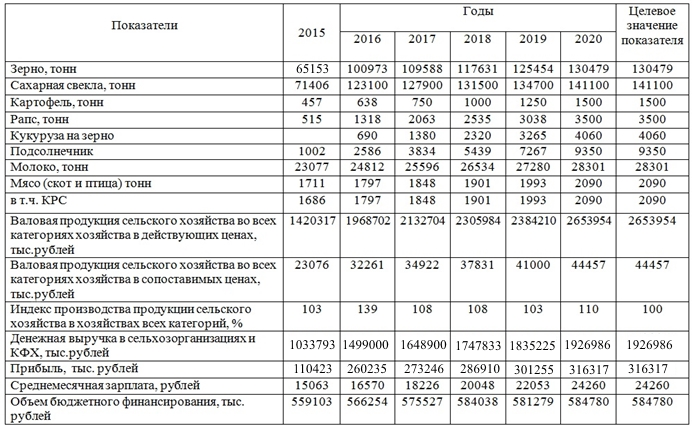 Показатели 2015 Годы Целевое значение показателя
2016 2017 2018 2019 2020
Зерно, тонн 65153 100973 109588 117631 125454 130479 130479
Сахарная свекла, тонн 71406 123100 127900 131500 134700 141100 141100
Картофель, тонн 457 638 750 1000 1250 1500 1500
Рапс, тонн 515 1318 2063 2535 3038 3500 3500
Кукуруза на зерно 690 1380 2320 3265 4060 4060
Подсолнечник 1002 2586 3834 5439 7267 9350 9350
Молоко, тонн 23077 24812 25596 26534 27280 28301 28301
Мясо (скот и птица) тонн 1711 1797 1848 1901 1993 2090 2090
в т.ч. КРС 1686 1797 1848 1901 1993 2090 2090
Валовая продукция сельского хозяйства во всех 1420317 1968702 2132704 2305984 2384210 2653954 2653954
категориях хозяйства в действующих ценах,
тыс.рублей
Валовая продукция сельского хозяйства во всех 23076 32261 34922 37831 41000 44457 44457
категориях хозяйства в сопоставимых ценах,
тыс.рублей
Индекс производства продукции сельского 103 139 108 108 103 110 100
хозяйства в хозяйствах всех категорий, %
Денежная выручка в сельхозорганизациях и 1033793 1499000 1648900 1747833 1835225 1926986 1926986
КФХ, тыс.рублей
Прибыль, тыс. рублей 110423 260235 273246 286910 301255 316317 316317
Среднемесячная зарплата, рублей 15063 16570 18226 20048 22053 24260 24260
Объем бюджетного финансирования, тыс. 559103 566254 575527 584038 581279 584780 584780
рублей